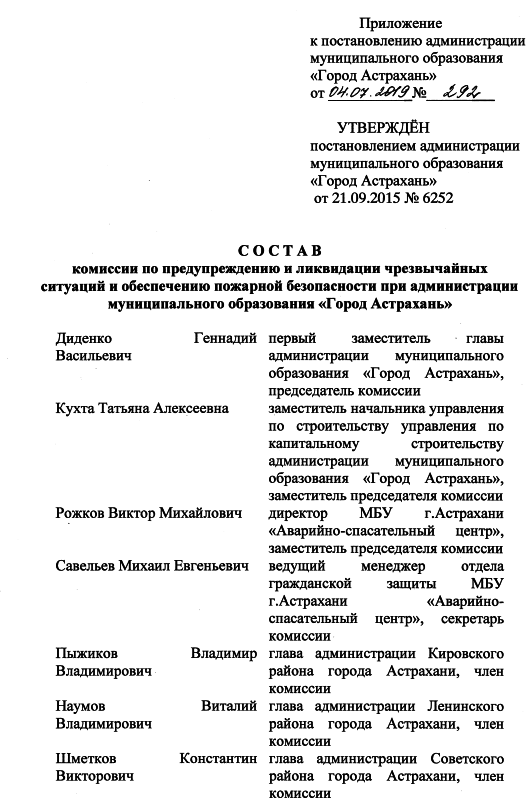 Приложение
к постановлению администрации
муниципального образования
«Город Астрахань»
от 04.07.2019 № 292
УТВЕРЖДЁН
постановлением администрации
муниципального образования
«Город Астрахань»
от 21.09.2015 № 6252
С О С Т А В
комиссии по предупреждению и ликвидации чрезвычайных
ситуаций и обеспечению пожарной безопасности при администрации
муниципального образования «Город Астрахань»
Диденко Геннадий
Васильевич
первый заместитель главы
администрации муниципального
образования «Город Астрахань»,
председатель комиссии
Кухта Татьяна Алексеевна
заместитель начальника управления
по строительству управления по
капитальному строительству
администрации муниципального
образования «Город Астрахань»,
заместитель председателя комиссии
Рожков Виктор Михайлович
директор МБУ г.Астрахани
«Аварийно-спасательный центр»,
заместитель председателя комиссии
Савельев Михаил Евгеньевич
ведущий менеджер отдела
гражданской защиты МБУ
г.Астрахани «Аварийно-
спасательный центр», секретарь
комиссии
Пыжиков Владимир
Владимирович
глава администрации Кировского
района города Астрахани, член
комиссии
Наумов Виталий
Владимирович
глава администрации Ленинского
района города Астрахани, член
комиссии
Шметков Константин
Викторович
глава администрации Советского
района города Астрахани, член
комиссии